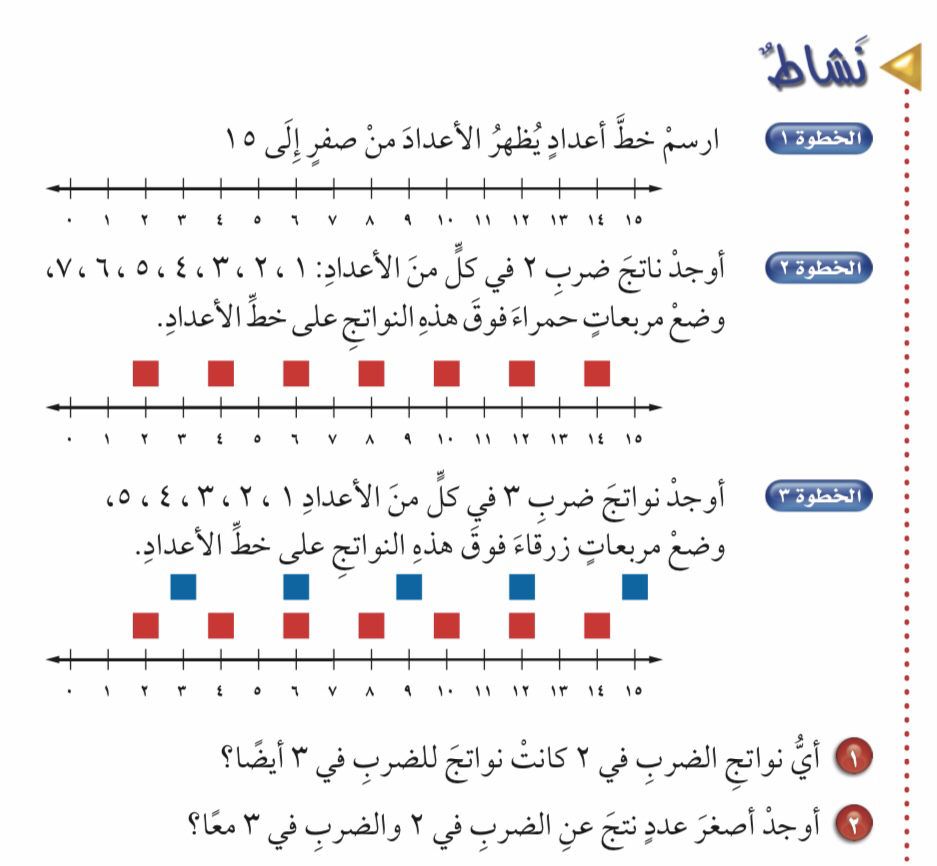 نَشاطٌ
الخطوة ١ ارسمْ خطَّ أعدادٍ يُظهرُ الأعدادَ منْ صفرٍ إلَى ١٥
٠ ١ ٢ ٣ ٤ ٥ ٦ ٧ ٨ ٩ ١٠ ١١ ١٢ ١٣ ١٤ ١٥
الخطوة ٢ أوجدْ ناتجَ ضربِ ٢ في كلٍّ منَ الأعدادِ: ١ ، ٢ ، ٣ ، ٤ ، ٥ ، ٦ ، ٧،
وضعْ مربعاتٍ حمراءَ فوقَ هذهِ النواتجِ على خطِّ الأعدادِ.
٠ ١ ٢ ٣ ٤ ٥ ٦ ٧ ٨ ٩ ١٠ ١١ ١٢ ١٣ ١٤ ١٥
الخطوة ٣ أوجدْ نواتجَ ضربِ ٣ في كلٍّ منَ الأعدادِ ١ ، ٢ ، ٣ ، ٤ ، ٥،
وضعْ مربعاتٍ زرقاءَ فوقَ هذهِ النواتجِ على خطِّ الأعدادِ.
٠ ١ ٢ ٣ ٤ ٥ ٦ ٧ ٨ ٩ ١٠ ١١ ١٢ ١٣ ١٤ ١٥
١ أيُّ نواتجِ الضربِ في ٢ كانتْ نواتجَ للضربِ في ٣ أيضًا؟
٢ أوجدْ أصغرَ عددٍ نتجَ عنِ الضربِ في ٢ والضربِ في ٣ معًا؟